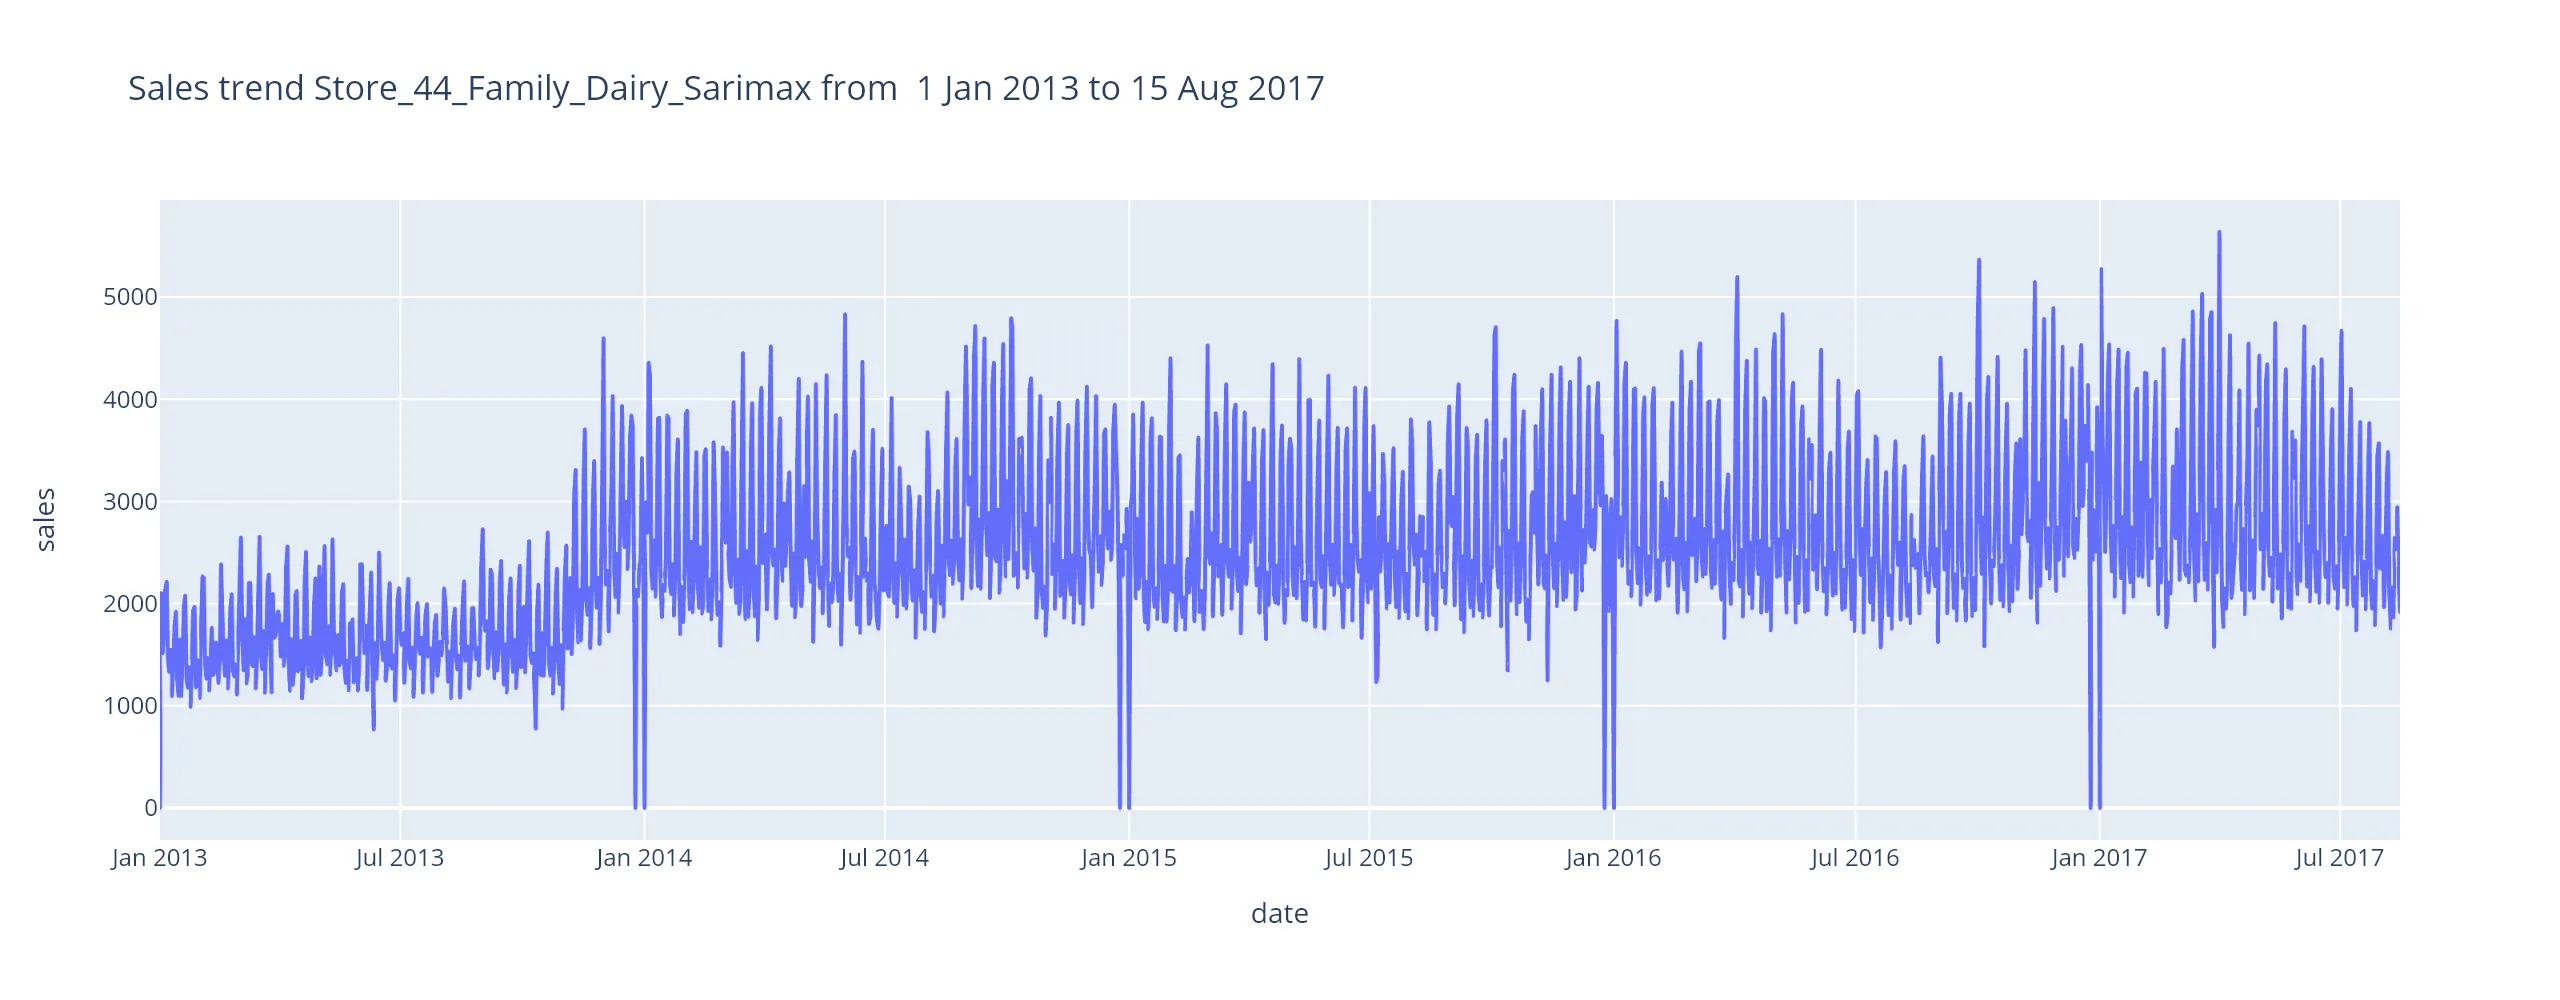 Sales trend Store_44_Family_Dairy_Sarimax from  1 Jan 2013 to 15 Aug 2017
sales
5000
4000
3000
2000
1000
0
Jan 2013 Jul 2013 Jan 2014 Jul 2014 Jan 2015 Jul 2015 Jan 2016 Jul 2016 Jan 2017 Jul 2017
date